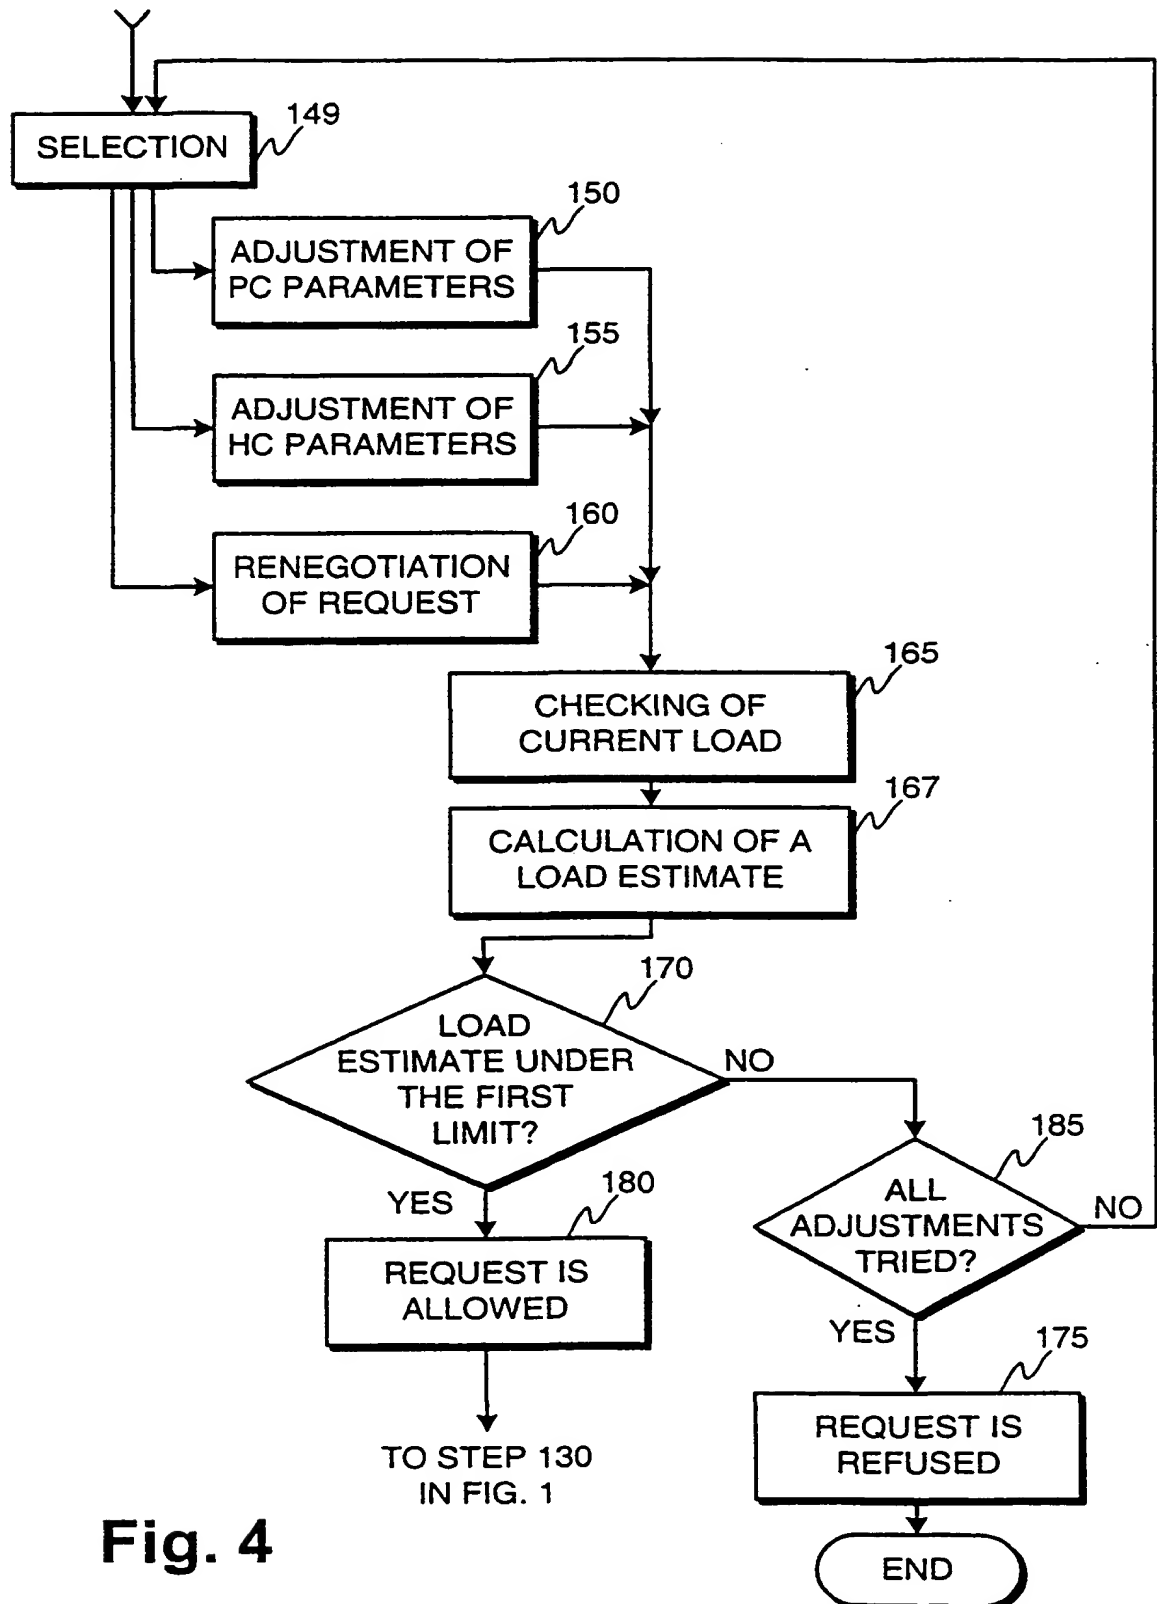 149
SELECTION
150
ADJUSTMENT OF
PC PARAMETERS
155
ADJUSTMENT OF
HC PARAMETERS
160
RENEGOTIATION
OF REQUEST
165
CHECKING OF
CURRENT LOAD
167
CALCULATION OF A
LOAD ESTIMATE
170
LOAD
ESTIMATE UNDER
THE FIRST
LIMIT?
NO
185
ALL
ADJUSTMENTS
TRIED?
NO
YES
180
REQUEST IS
ALLOWED
YES
175
REQUEST IS
REFUSED
TO STEP 130
IN FIG. 1
END
Fig. 4